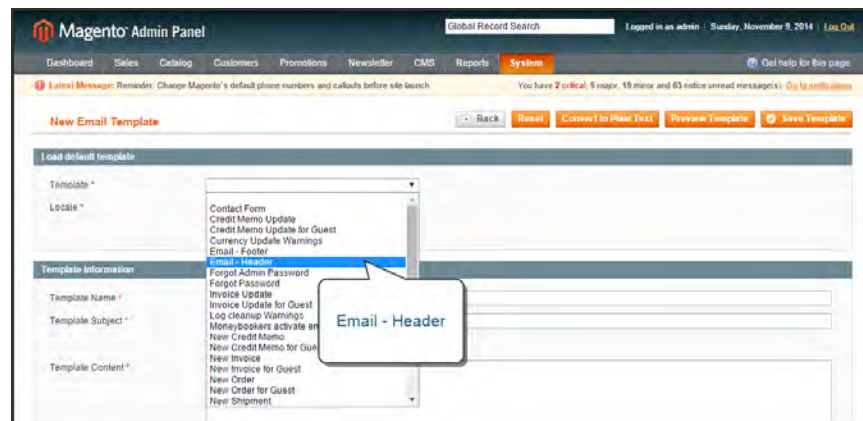 Magento Admin Panel
Global Record Search
Logged in as admin | Sunday, November 9, 2014 | Log Out
Dashboard Sales Catalog Customers Promotions Newsletter CMS Reports System
Get help for this page
Latest Message: Reminder: Change Magento's default phone numbers and callouts before site launch
You have 2 critical, 5 major, 19 minor and 63 notice unread message(s). Go to notifications
New Email Template
Back Reset Convert to Plain Text Preview Template Save Template
Load default template
Template *
Locale *
Contact Form
Credit Memo Update
Credit Memo Update for Guest
Currency Update Warnings
Email - Footer
Email - Header
Forgot Admin Password
Forgot Password
Invoice Update
Invoice Update for Guest
Log cleanup Warnings
Moneybookers activate em
New Credit Memo
New Credit Memo for Gue
New Invoice
New Invoice for Guest
New Order
New Order for Guest
New Shipment
Email - Header
Template Information
Template Name *
Template Subject *
Template Content *